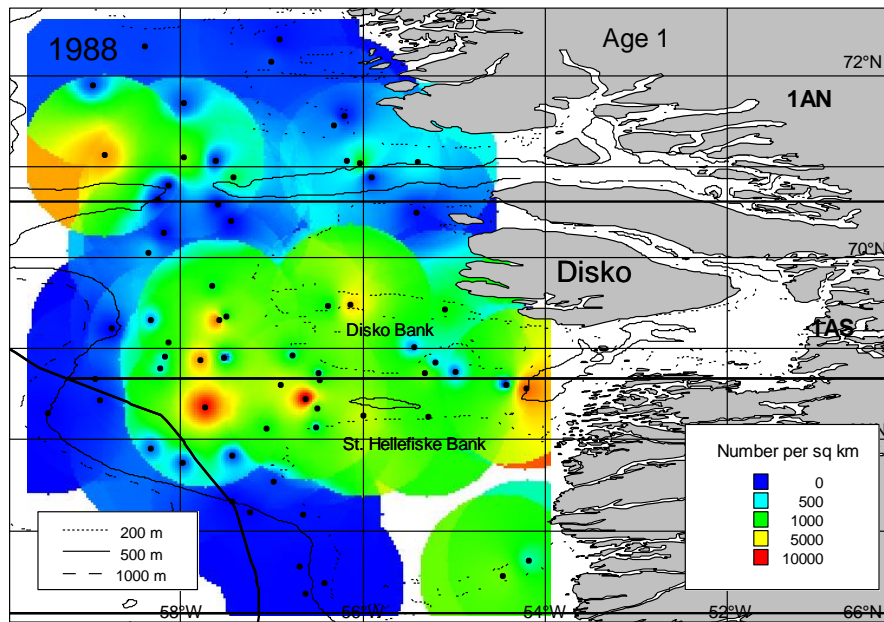 1988
Age 1
72°N
1AN
70°N
Disko
Disko Bank
1AS
St. Hellefiske Bank
Number per sq km
0
500
1000
5000
10000
200 m
500 m
1000 m
58°W
56°W
54°W
52°W
66°N